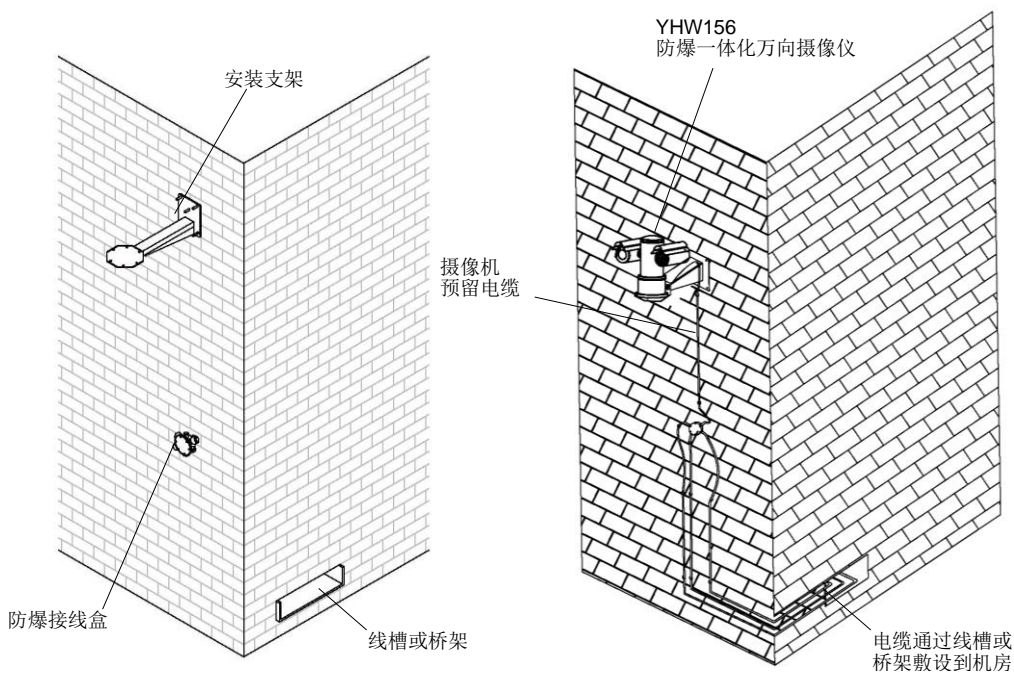 安装支架
防爆接线盒
线槽或桥架
YHW156
防爆一体化万向摄像仪
摄像机
预留电缆
电缆通过线槽或
桥架敷设到机房